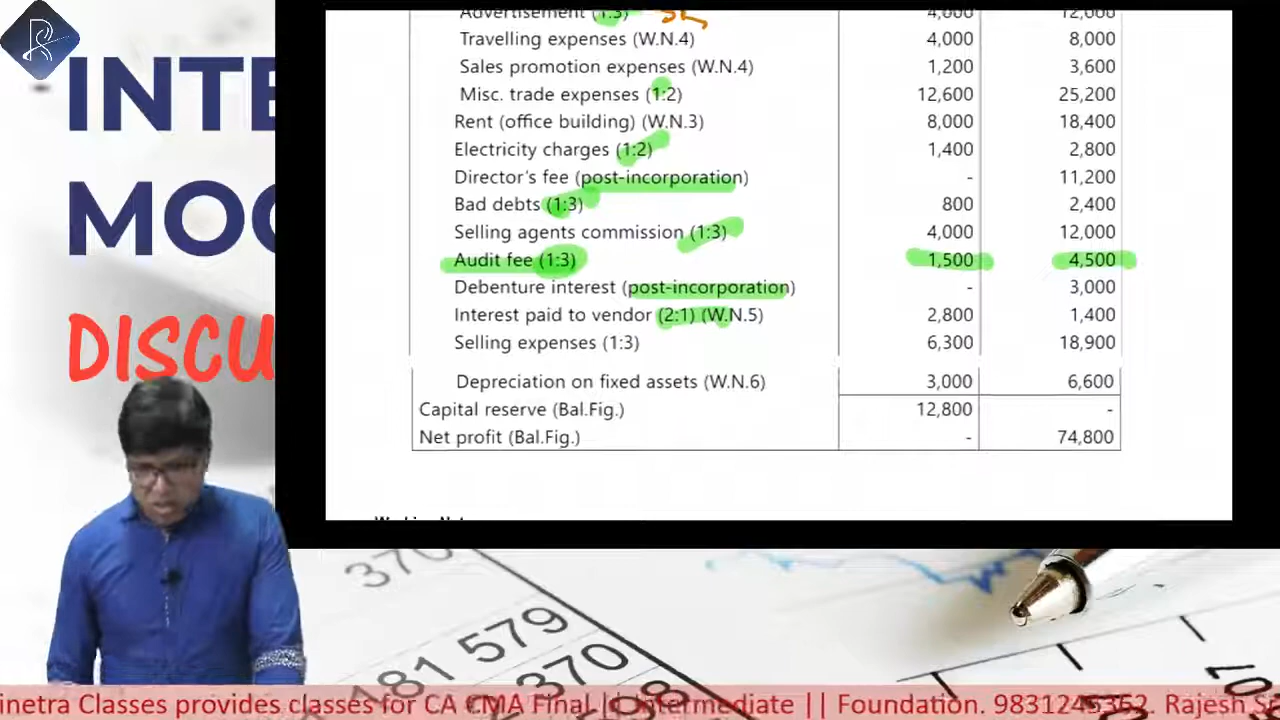 INTE
MOC
DISCU
Advertisement (1:3) 4,000 12,000
Travelling expenses (W.N.4) 4,000 8,000
Sales promotion expenses (W.N.4) 1,200 3,600
Misc. trade expenses (1:2) 12,600 25,200
Rent (office building) (W.N.3) 8,000 18,400
Electricity charges (1:2) 1,400 2,800
Director's fee (post-incorporation) - 11,200
Bad debts (1:3) 800 2,400
Selling agents commission (1:3) 4,000 12,000
Audit fee (1:3) 1,500 4,500
Debenture interest (post-incorporation) - 3,000
Interest paid to vendor (2:1) (W.N.5) 2,800 1,400
Selling expenses (1:3) 6,300 18,900
Depreciation on fixed assets (W.N.6) 3,000 6,600
Capital reserve (Bal.Fig.) 12,800 -
Net profit (Bal.Fig.) - 74,800
370
579
481
370
inetra Classes provides classes for CA CMA Final || Intermediate || Foundation. 9831245362. Rajesh